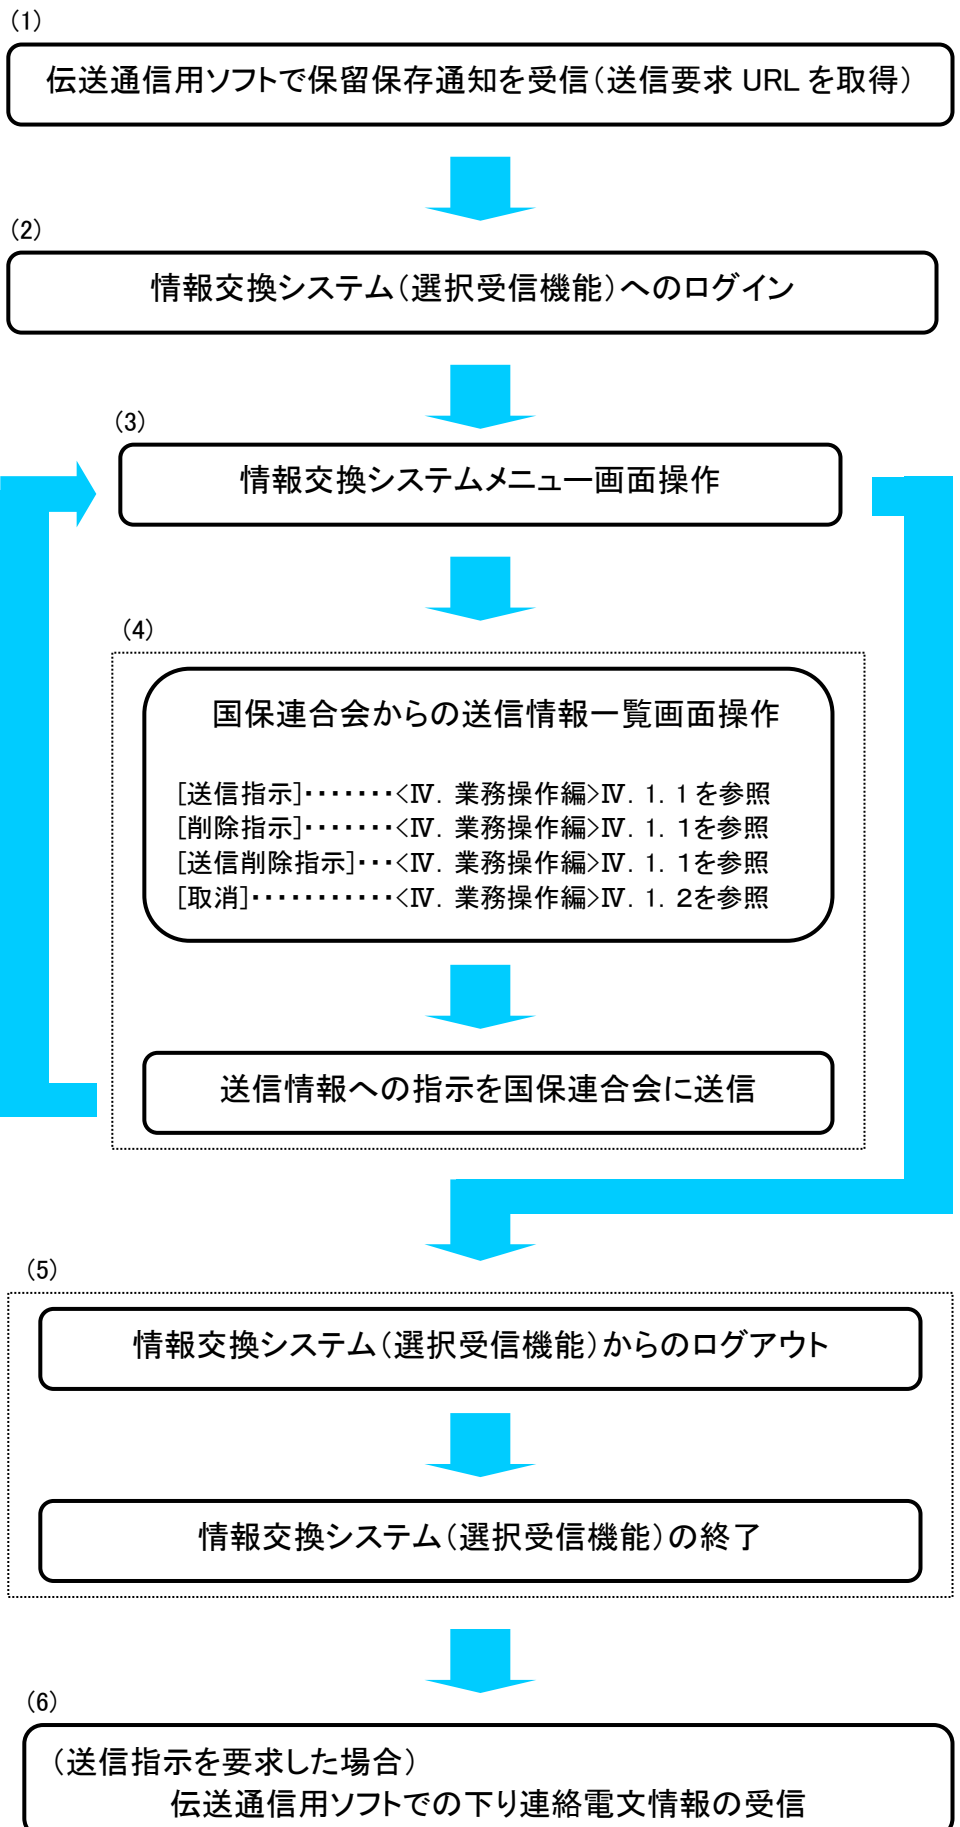 (1)
伝送通信用ソフトで保留保存通知を受信（送信要求 URL を取得）
(2)
情報交換システム（選択受信機能）へのログイン
(3)
情報交換システムメニュー画面操作
(4)
国保連合会からの送信情報一覧画面操作
[送信指示]・・・・・・・<Ⅳ．業務操作編>Ⅳ．1．1を参照
[削除指示]・・・・・・・<Ⅳ．業務操作編>Ⅳ．1．1を参照
[送信削除指示]・・・<Ⅳ．業務操作編>Ⅳ．1．1を参照
[取消]・・・・・・・・・・・<Ⅳ．業務操作編>Ⅳ．1．2を参照
送信情報への指示を国保連合会に送信
(5)
情報交換システム（選択受信機能）からのログアウト
情報交換システム（選択受信機能）の終了
(6)
（送信指示を要求した場合）
伝送通信用ソフトでの下り連絡電文情報の受信